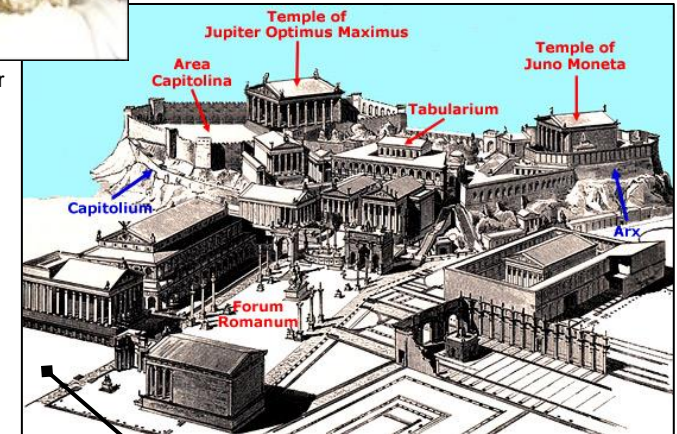 r
Temple of
Jupiter Optimus Maximus
Temple of
Juno Moneta
Area
Capitolina
Tabularium
Capitolium
Arx
Forum
Romanum